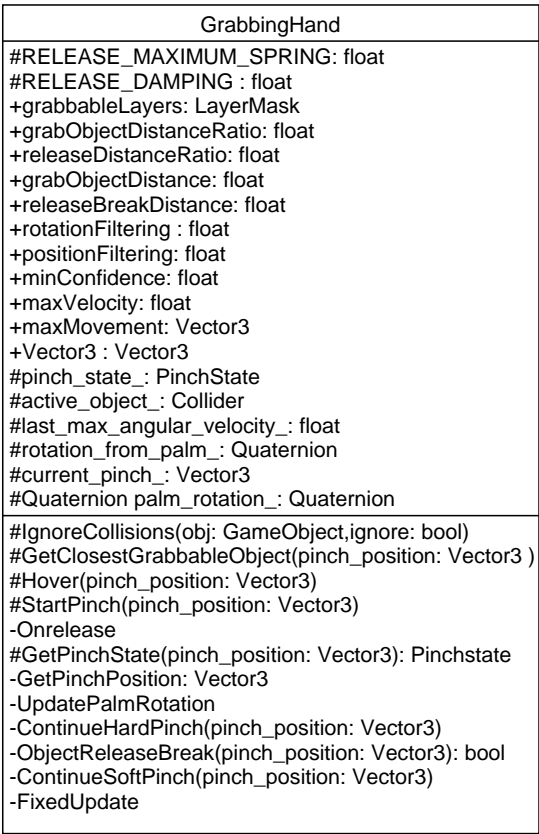 GrabbingHand
#RELEASE_MAXIMUM_SPRING: float
#RELEASE_DAMPING : float
+grabbableLayers: LayerMask
+grabObjectDistanceRatio: float
+releaseDistanceRatio: float
+grabObjectDistance: float
+releaseBreakDistance: float
+rotationFiltering : float
+positionFiltering: float
+minConfidence: float
+maxVelocity: float
+maxMovement: Vector3
+Vector3 : Vector3
#pinch_state_: PinchState
#active_object_: Collider
#last_max_angular_velocity_: float
#rotation_from_palm_: Quaternion
#current_pinch_: Vector3
#Quaternion palm_rotation_: Quaternion
#IgnoreCollisions(obj: GameObject,ignore: bool)
#GetClosestGrabbableObject(pinch_position: Vector3 )
#Hover(pinch_position: Vector3)
#StartPinch(pinch_position: Vector3)
-Onrelease
#GetPinchState(pinch_position: Vector3): Pinchstate
-GetPinchPosition: Vector3
-UpdatePalmRotation
-ContinueHardPinch(pinch_position: Vector3)
-ObjectReleaseBreak(pinch_position: Vector3): bool
-ContinueSoftPinch(pinch_position: Vector3)
-FixedUpdate